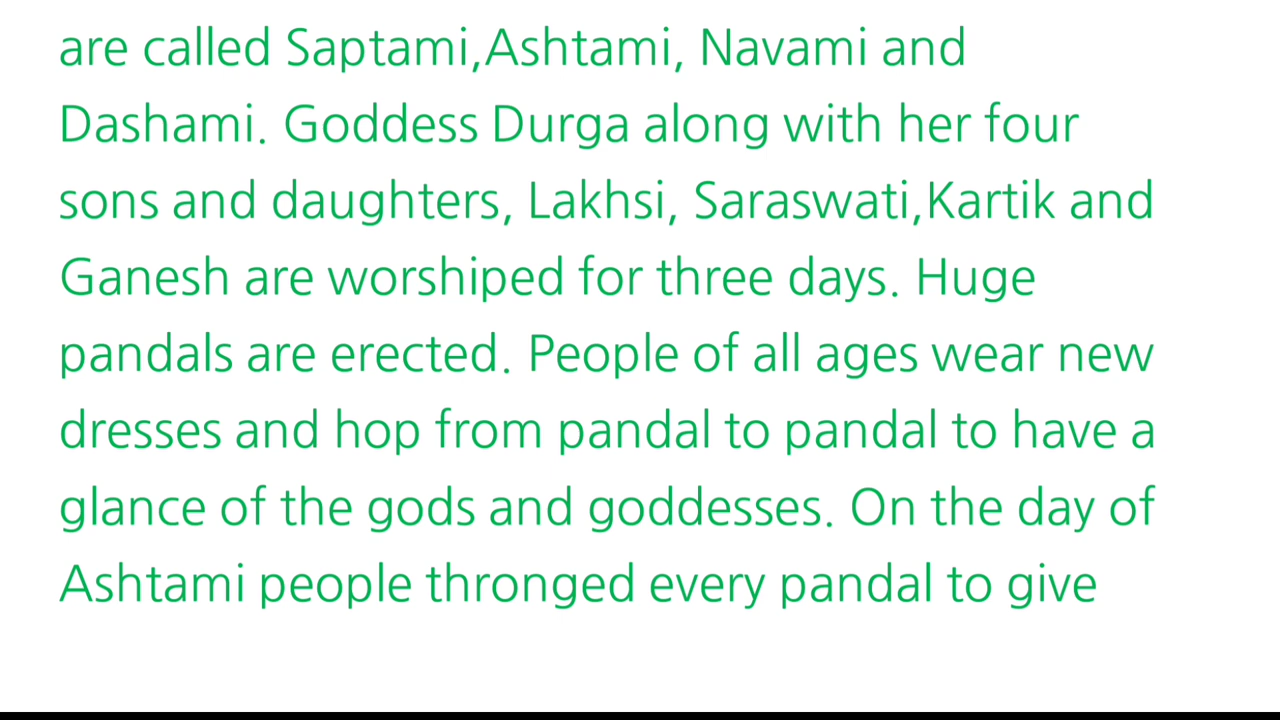 are called Saptami,Ashtami, Navami and
Dashami. Goddess Durga along with her four
sons and daughters, Lakhsi, Saraswati,Kartik and
Ganesh are worshiped for three days. Huge
pandals are erected. People of all ages wear new
dresses and hop from pandal to pandal to have a
glance of the gods and goddesses. On the day of
Ashtami people thronged every pandal to give